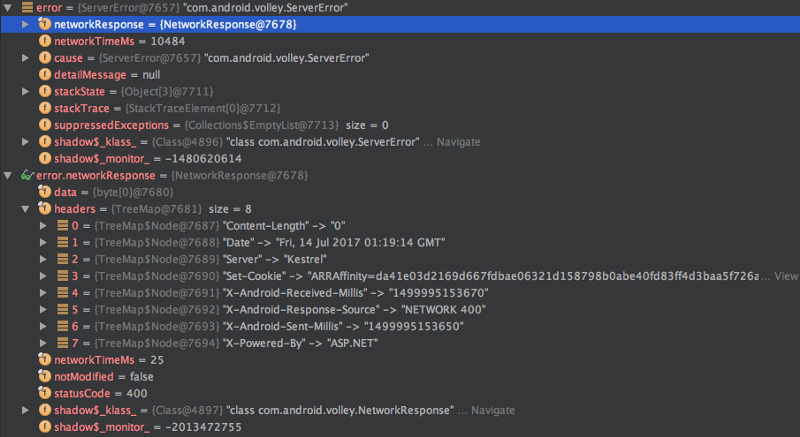 error = {ServerError@7657} "com.android.volley.ServerError"
networkResponse = {NetworkResponse@7678}
networkTimeMs = 10484
cause = {ServerError@7657} "com.android.volley.ServerError"
detailMessage = null
stackState = {Object[3]@7711}
stackTrace = {StackTraceElement[0]@7712}
suppressedExceptions = {Collections$EmptyList@7713} size = 0
shadow$_klass_ = {Class@4896} "class com.android.volley.ServerError" ... Navigate
shadow$_monitor_ = -1480620614
error.networkResponse = {NetworkResponse@7678}
data = {byte[0]@7680}
headers = {TreeMap@7681} size = 8
0 = {TreeMap$Node@7687} "Content-Length" -> "0"
1 = {TreeMap$Node@7688} "Date" -> "Fri, 14 Jul 2017 01:19:14 GMT"
2 = {TreeMap$Node@7689} "Server" -> "Kestrel"
3 = {TreeMap$Node@7690} "Set-Cookie" -> "ARRAffinity=da41e03d2169d667fdbae06321d158798b0abe40fd83ff4d3baa5f726a... View
4 = {TreeMap$Node@7691} "X-Android-Received-Millis" -> "1499995153670"
5 = {TreeMap$Node@7692} "X-Android-Response-Source" -> "NETWORK 400"
6 = {TreeMap$Node@7693} "X-Android-Sent-Millis" -> "1499995153650"
7 = {TreeMap$Node@7694} "X-Powered-By" -> "ASP.NET"
networkTimeMs = 25
notModified = false
statusCode = 400
shadow$_klass_ = {Class@4897} "class com.android.volley.NetworkResponse" ... Navigate
shadow$_monitor_ = -2013472755